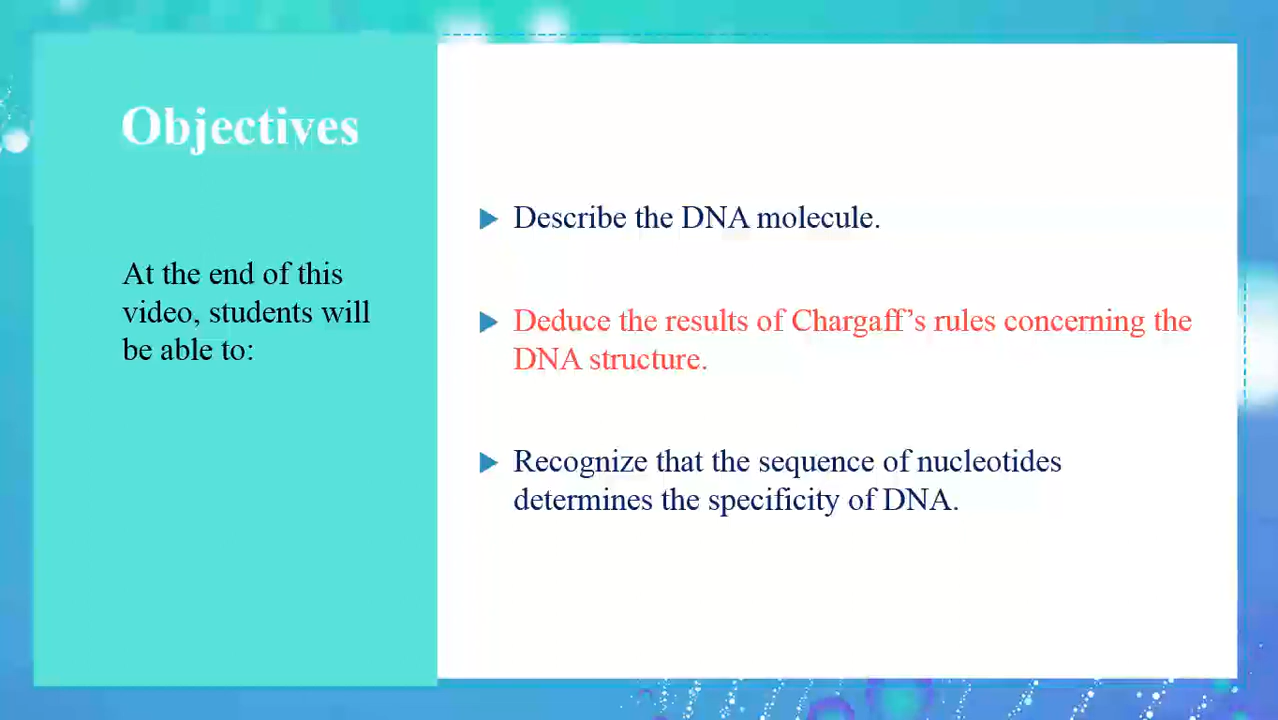 Objectives
At the end of this
video, students will
be able to:
Describe the DNA molecule.
Deduce the results of Chargaff’s rules concerning the
DNA structure.
Recognize that the sequence of nucleotides
determines the specificity of DNA.